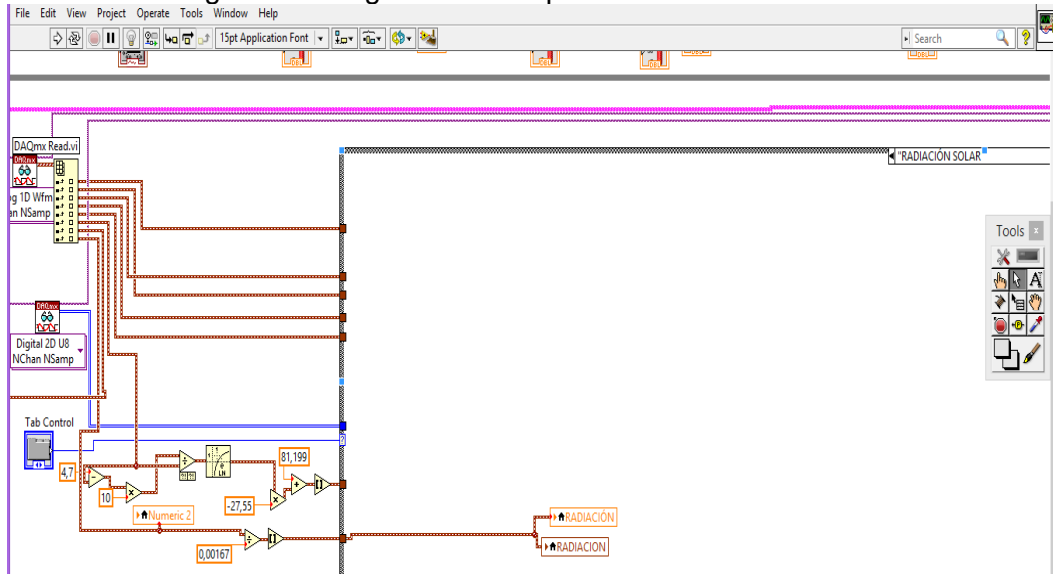 File Edit View Project Operate Tools Window Help
15pt Application Font
Search
DAQmx Read.vi
"RADIACIÓN SOLAR"
g 1D Wfm
an NSamp
Tools
Digital 2D U8
NChan NSamp
Tab Control
4,7
10
LN
81,199
-27,55
Numeric 2
0,00167
RADIACIÓN
RADIACION